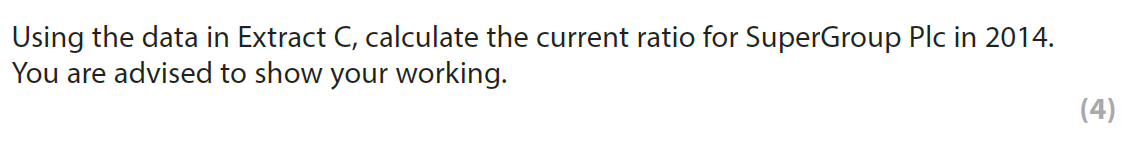 Using the data in Extract C, calculate the current ratio for SuperGroup Plc in 2014.
You are advised to show your working.
(4)